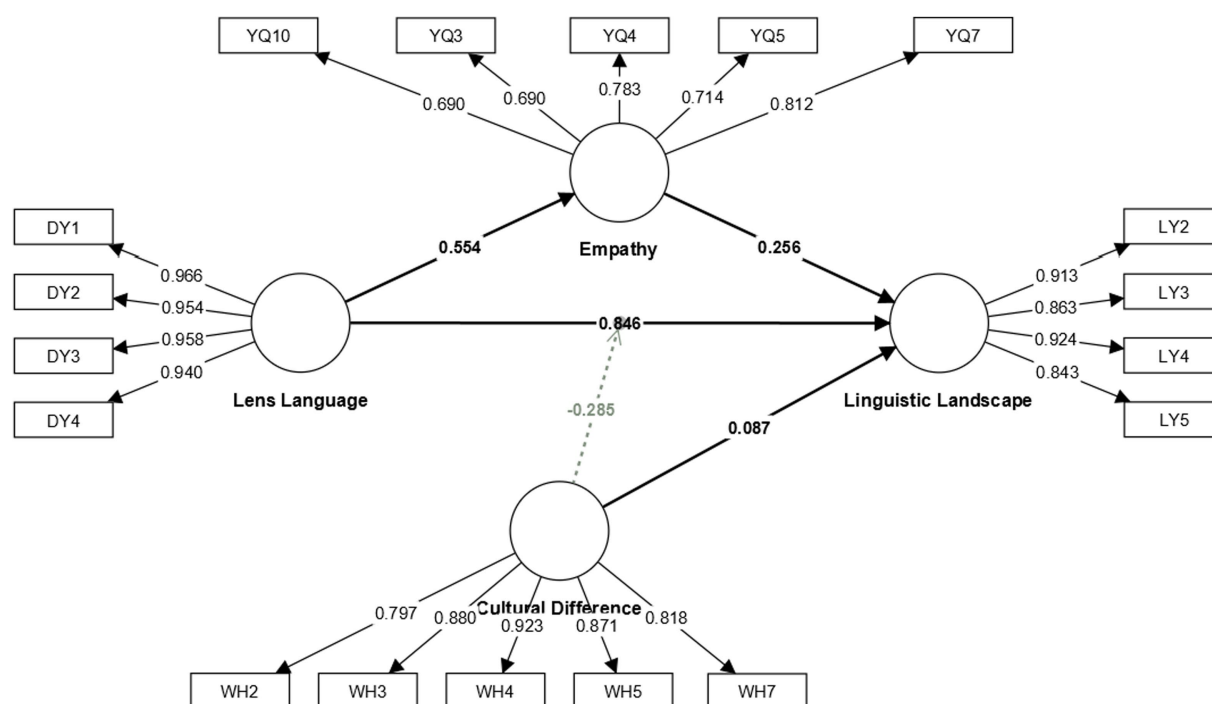 YQ10 YQ3 YQ4 YQ5 YQ7
0.690 0.690 0.783 0.714 0.812
Empathy
DY1
DY2
DY3
DY4
0.966
0.954
0.958
0.940
Lens Language
0.554
0.256
0.846
-0.285
0.087
LY2
LY3
LY4
LY5
0.913
0.863
0.924
0.843
Linguistic Landscape
Cultural Difference
0.797 0.880 0.923 0.871 0.818
WH2 WH3 WH4 WH5 WH7